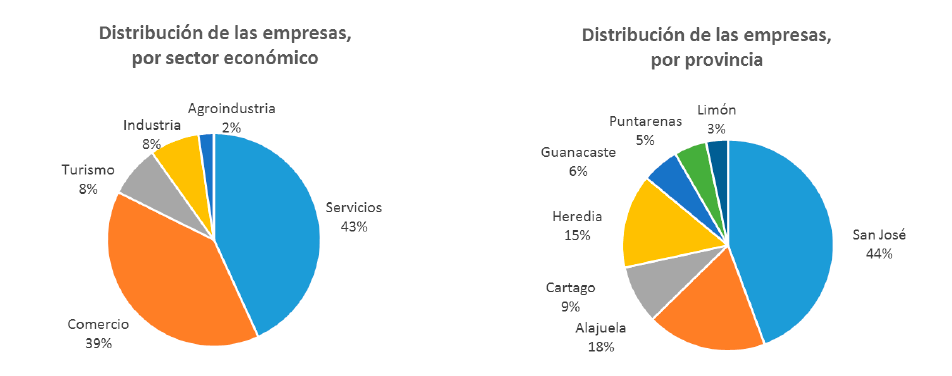 Distribución de las empresas,
por sector económico
Agroindustria
2%
Industria
8%
Turismo
8%
Servicios
43%
Comercio
39%
Distribución de las empresas,
por provincia
Limón
3%
Puntarenas
5%
Guanacaste
6%
Heredia
15%
San José
44%
Cartago
9%
Alajuela
18%